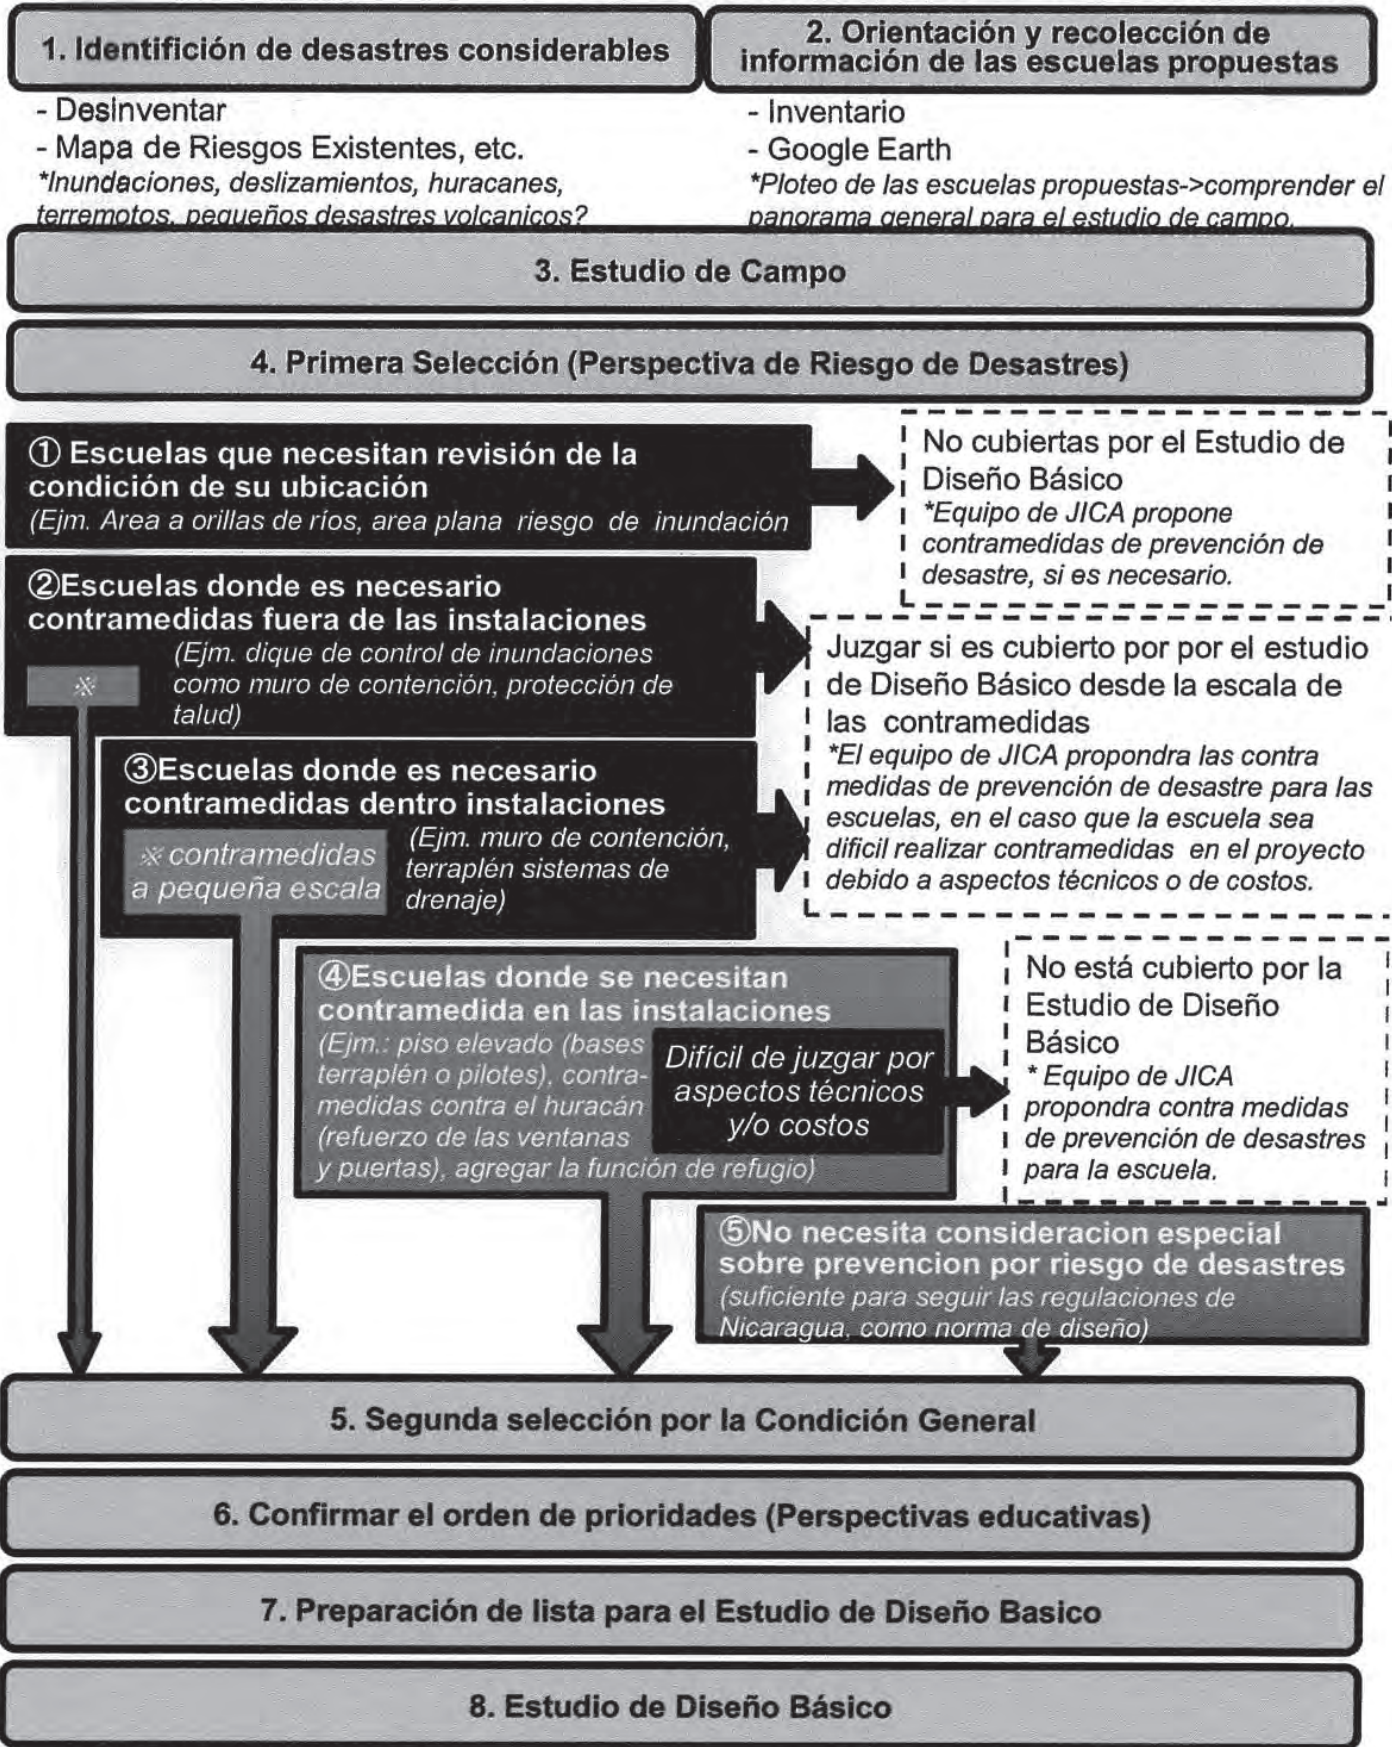 1. Identifición de desastres considerables
- Desinventar
- Mapa de Riesgos Existentes, etc.
*Inundaciones, deslizamientos, huracanes,
terremotos, pequeños desastres volcanicos?
2. Orientación y recolección de
información de las escuelas propuestas
- Inventario
- Google Earth
*Ploteo de las escuelas propuestas->comprender el
panorama general para el estudio de campo.
3. Estudio de Campo
4. Primera Selección (Perspectiva de Riesgo de Desastres)
① Escuelas que necesitan revisión de la
condición de su ubicación
(Ejm. Area a orillas de ríos, area plana riesgo de inundación
No cubiertas por el Estudio de
Diseño Básico
*Equipo de JICA propone
contramedidas de prevención de
desastre, si es necesario.
②Escuelas donde es necesario
contramedidas fuera de las instalaciones
(Ejm. dique de control de inundaciones
como muro de contención, protección de
talud)
※
Juzgar si es cubierto por por el estudio
de Diseño Básico desde la escala de
las contramedidas
*El equipo de JICA propondra las contra
medidas de prevención de desastre para las
escuelas, en el caso que la escuela sea
dificil realizar contramedidas en el proyecto
debido a aspectos técnicos o de costos.
③Escuelas donde es necesario
contramedidas dentro instalaciones
※ contramedidas
a pequeña escala
(Ejm. muro de contención,
terraplén sistemas de
drenaje)
④Escuelas donde se necesitan
contramedida en las instalaciones
(Ejm.: piso elevado (bases
terraplén o pilotes), contra-
medidas contra el huracán
(refuerzo de las ventanas
y puertas), agregar la función de refugio)
Difícil de juzgar por
aspectos técnicos
y/o costos
No está cubierto por la
Estudio de Diseño
Básico
* Equipo de JICA
propondra contra medidas
de prevención de desastres
para la escuela.
⑤No necesita consideracion especial
sobre prevencion por riesgo de desastres
(suficiente para seguir las regulaciones de
Nicaragua, como norma de diseño)
5. Segunda selección por la Condición General
6. Confirmar el orden de prioridades (Perspectivas educativas)
7. Preparación de lista para el Estudio de Diseño Basico
8. Estudio de Diseño Básico